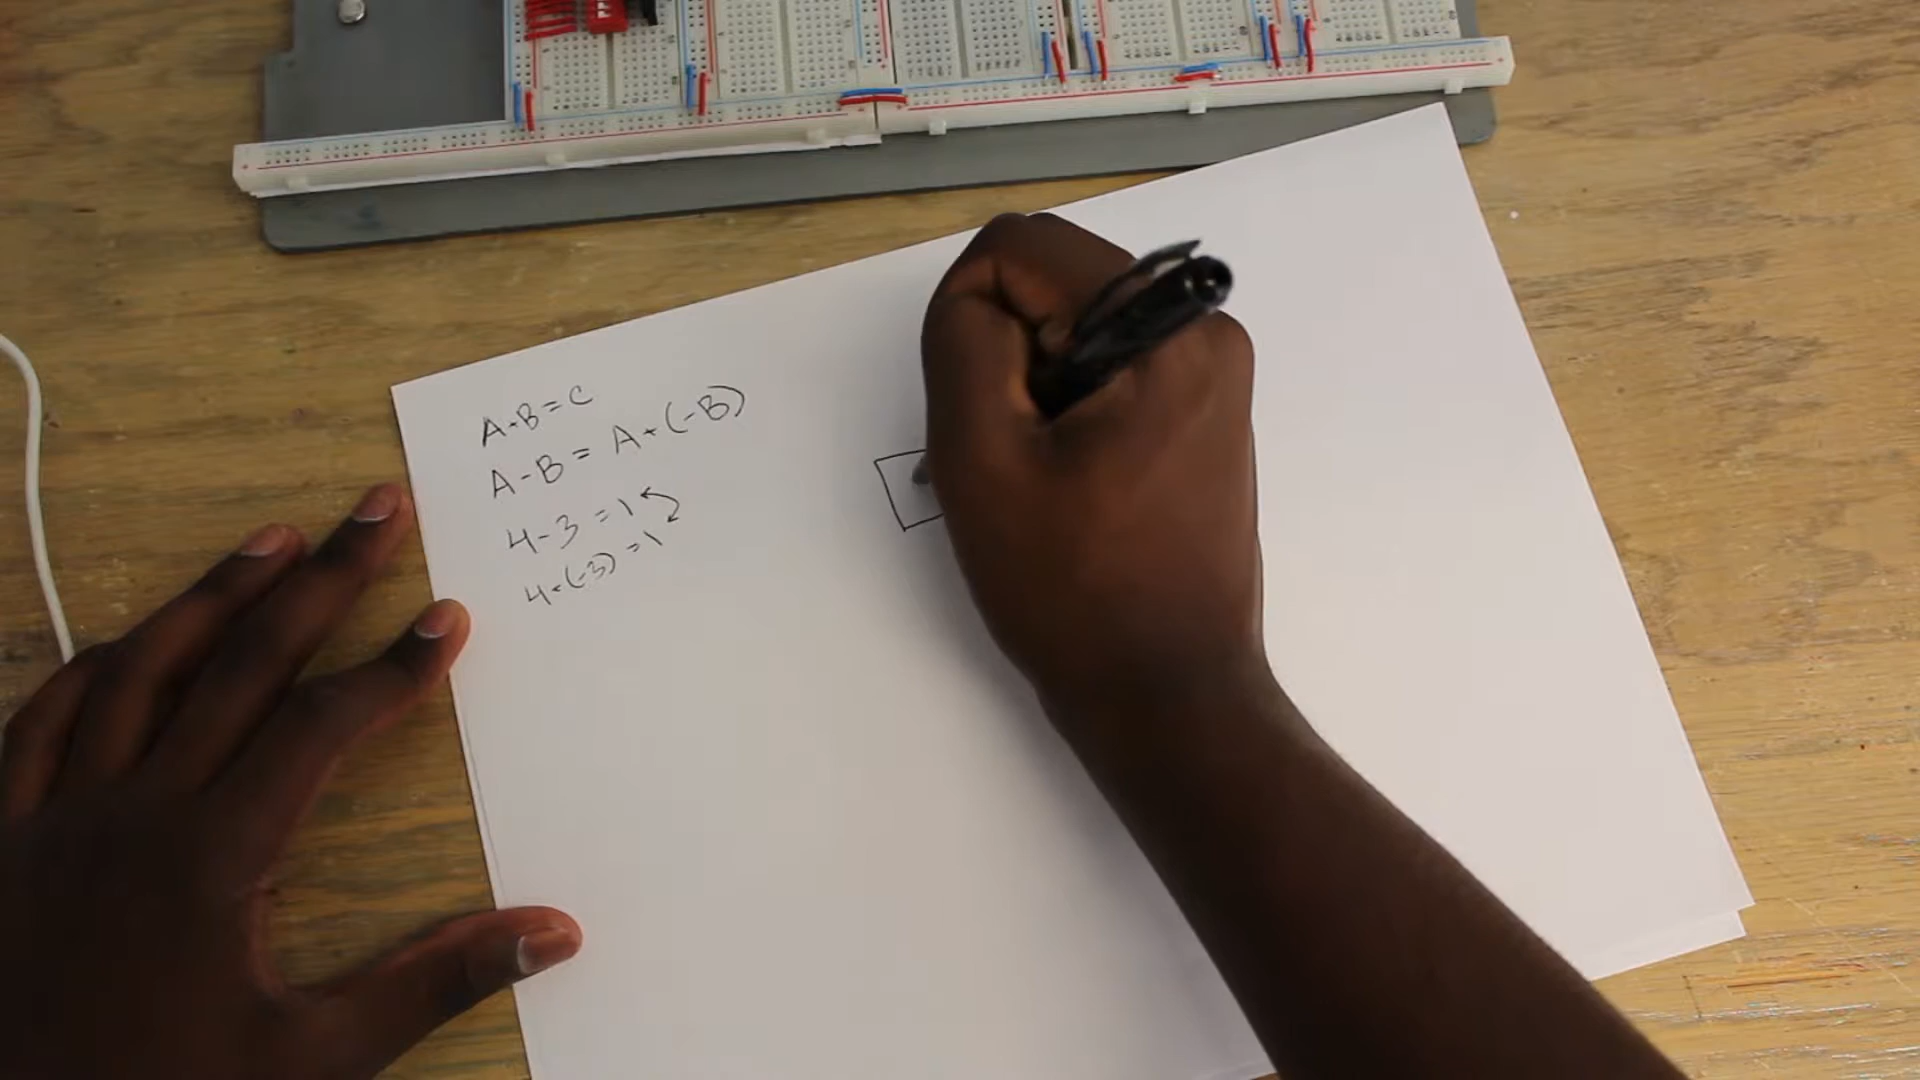 A+B=C
A-B = A+(-B)
4-3 =1
4+(-3) =1